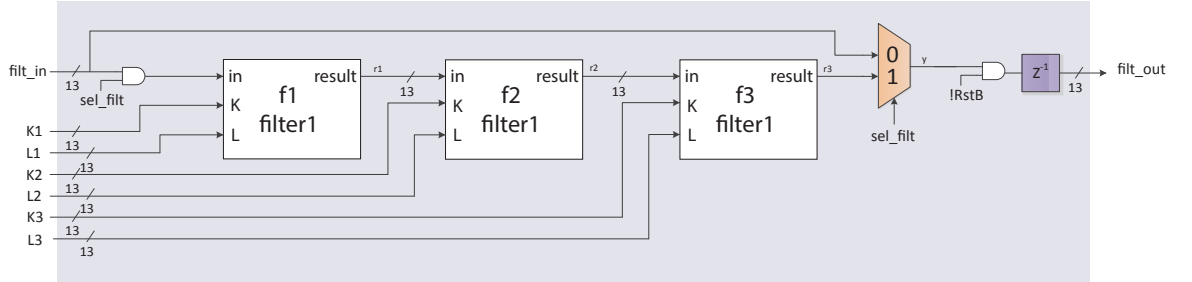 filt_in
13
sel_filt
K1
13
L1
13
K2
13
L2
13
K3
13
L3
13
in
result
K
L
f1
filter1
r1
13
in
result
K
L
f2
filter1
r2
13
in
result
K
L
f3
filter1
r3
0
1
sel_filt
y
!RstB
Z-1
13
filt_out